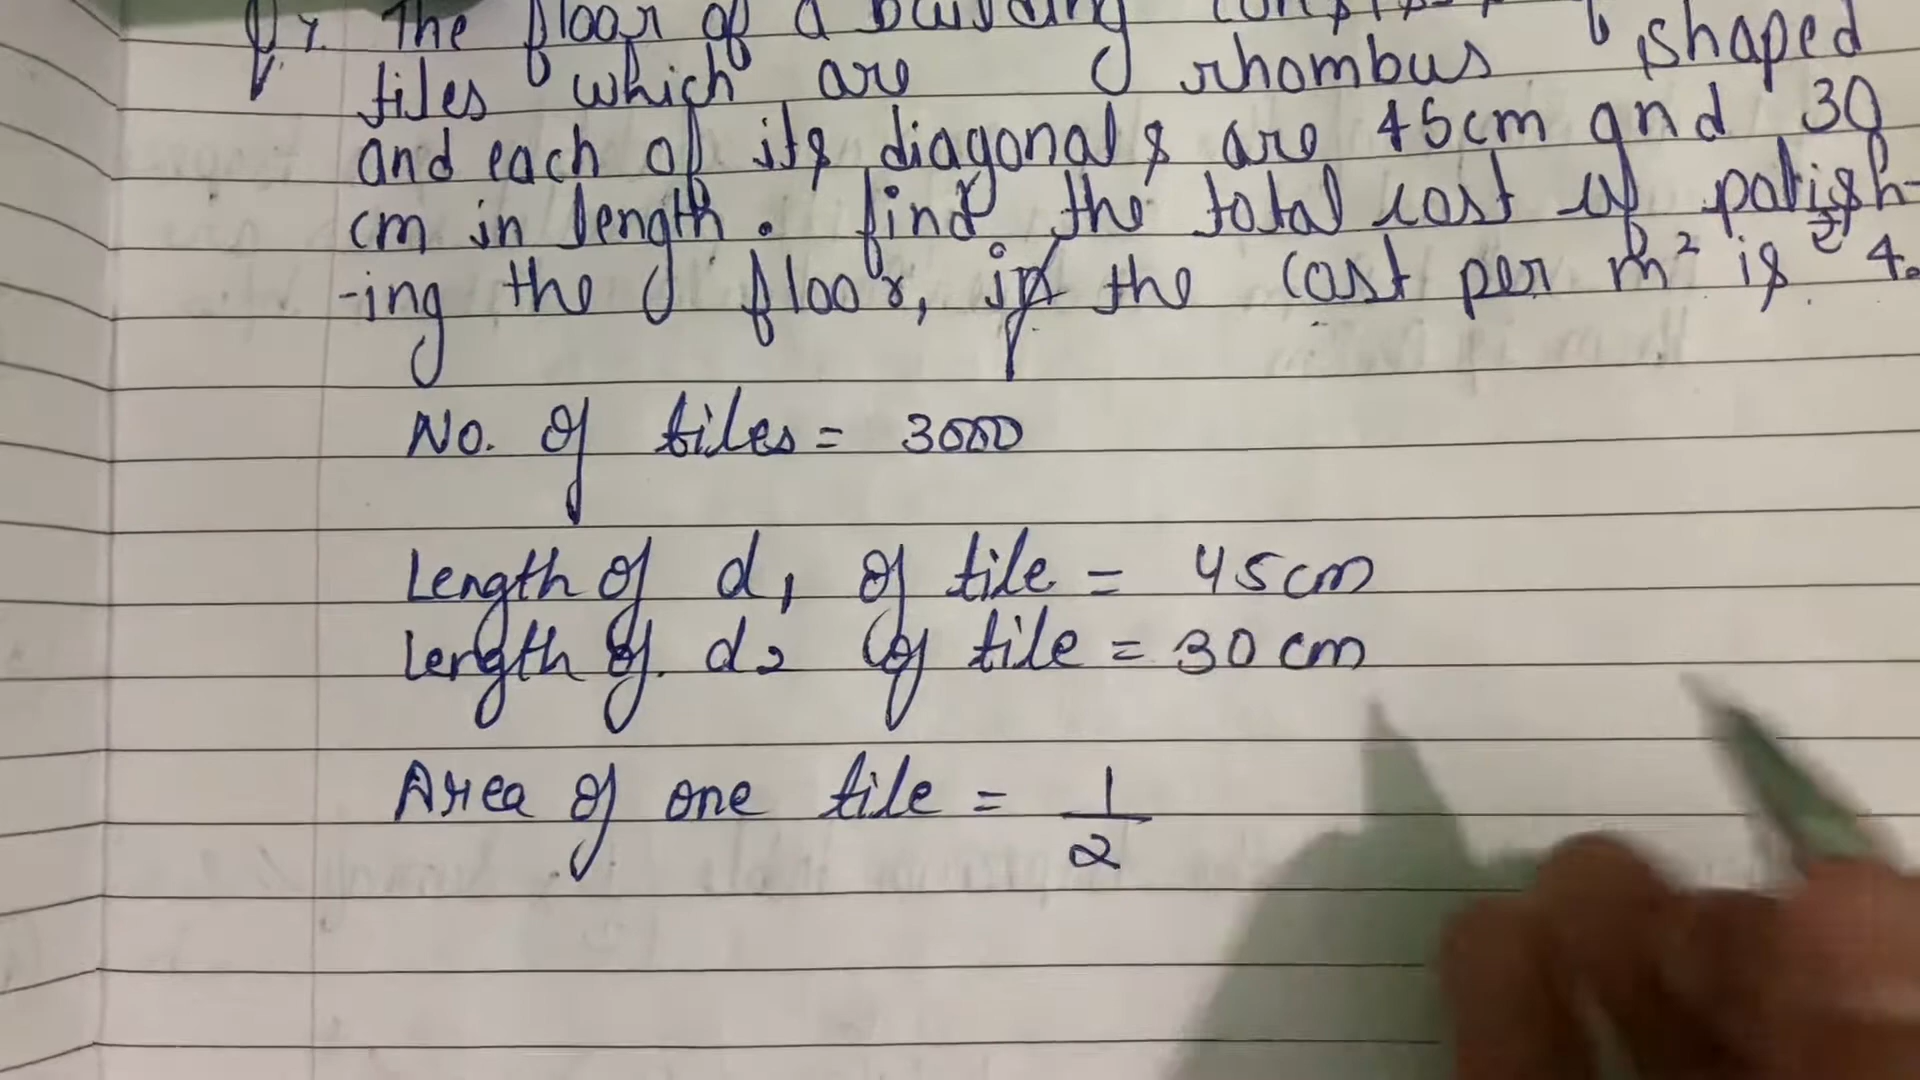 The floor of a building
tiles which are rhombus shaped
and each of its diagonals are 45cm and 30
cm in length. find the total cost of polish-
-ing the floor, if the cost per m² is ₹ 4.
No. of tiles = 3000
Length of d₁ of tile = 45cm
Length of d₂ of tile = 30 cm
Area of one tile = 1/2